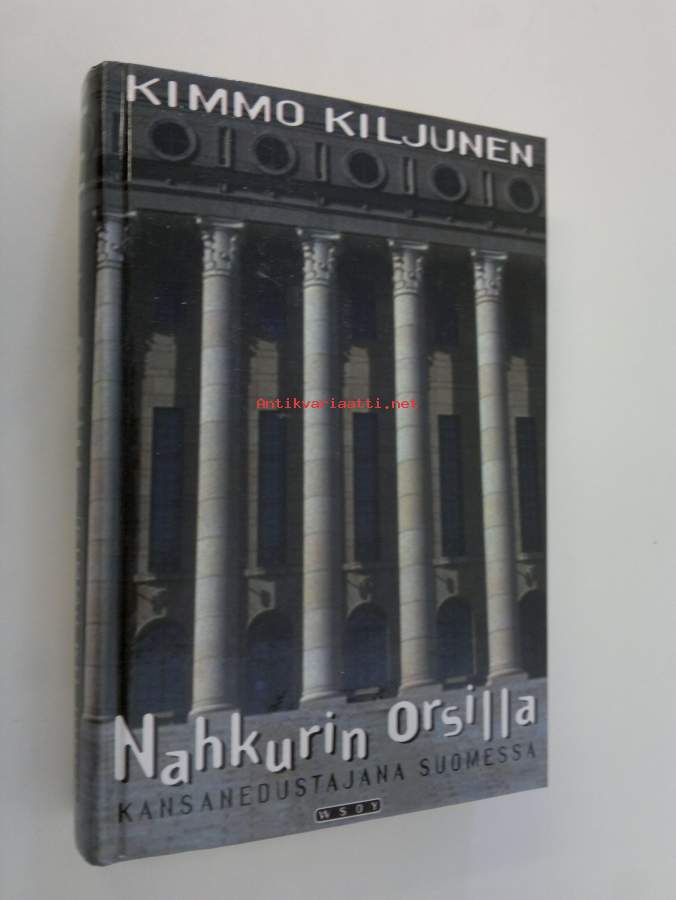 KIMMO KILJUNEN
Antikvariaatti.net
Nahkurin orsilla
KANSANEDUSTAJANA SUOMESSA
WSOY